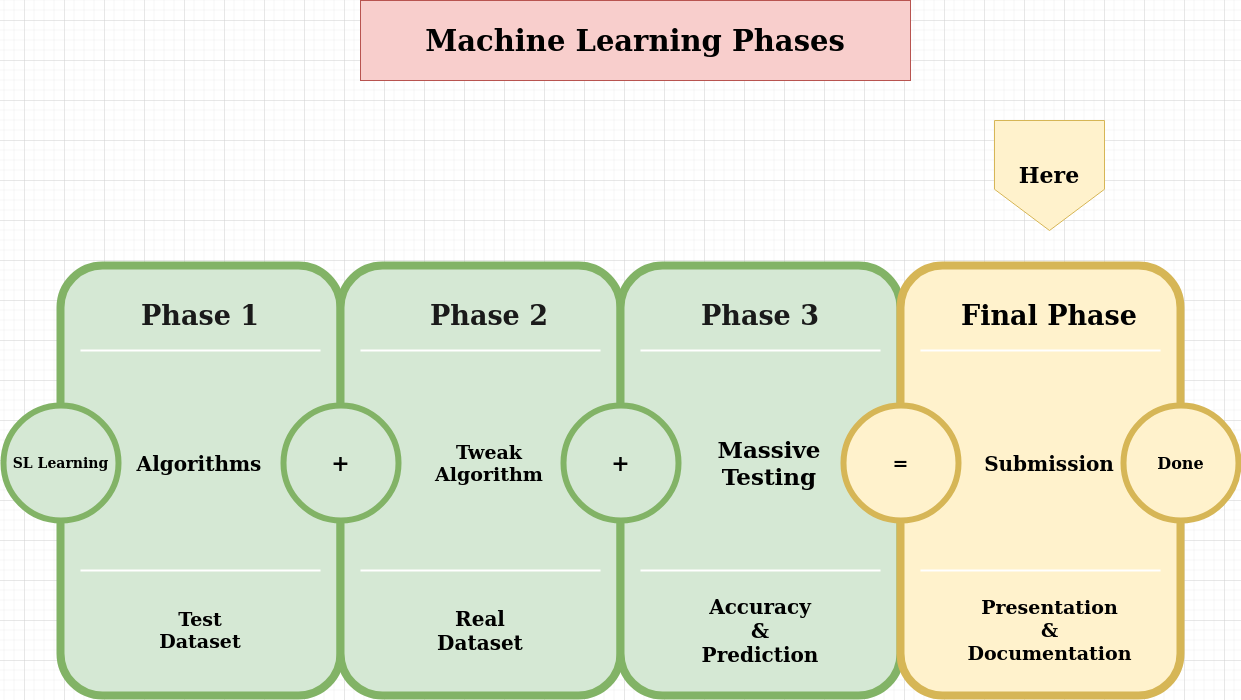 Machine Learning Phases
Here
Phase 1
Phase 2
Phase 3
Final Phase
SL Learning
Algorithms
+
Tweak
Algorithm
+
Massive
Testing
=
Submission
Done
Test
Dataset
Real
Dataset
Accuracy
&
Prediction
Presentation
&
Documentation